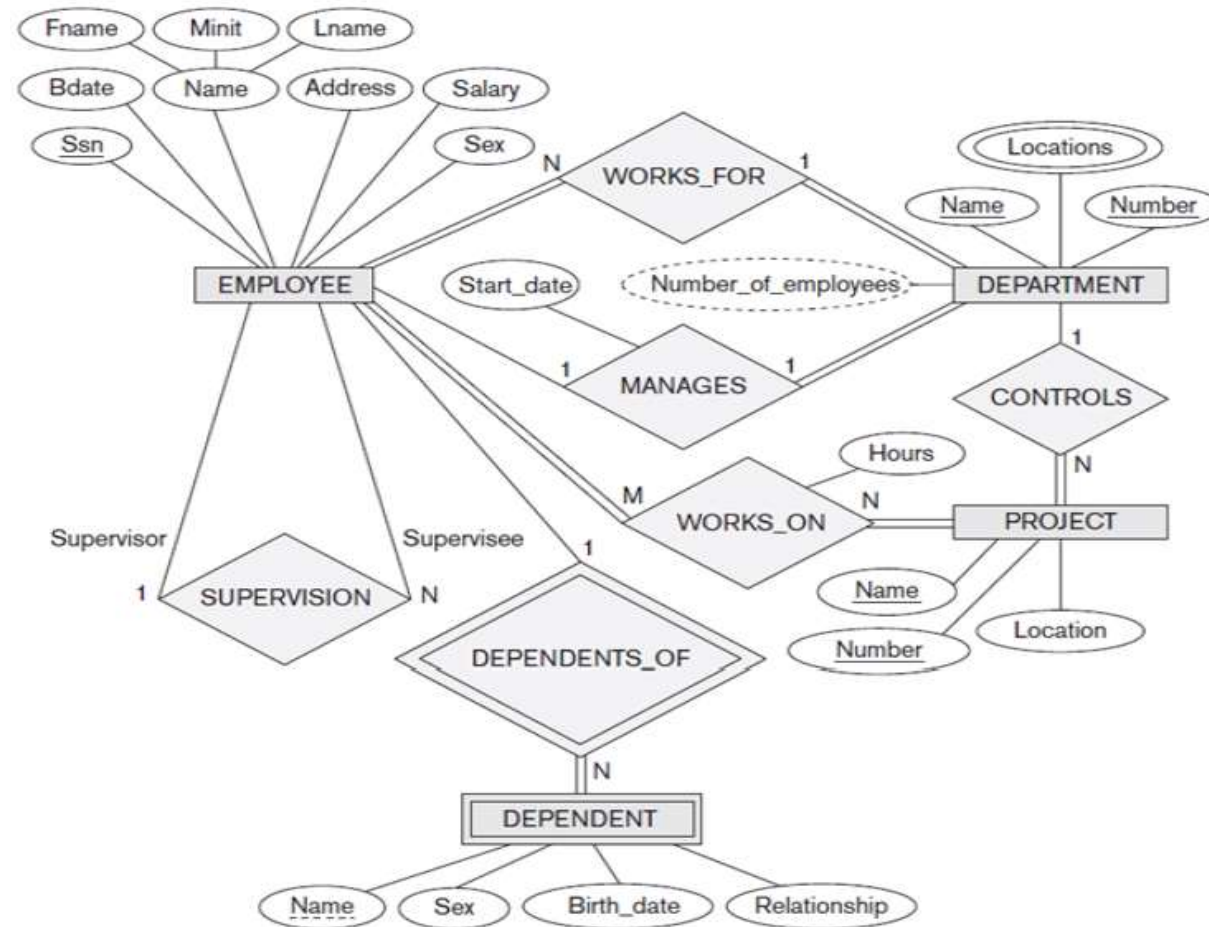 Fname Minit Lname
Bdate Name Address Salary
Ssn Sex
N WORKS_FOR 1
Locations
Name Number
EMPLOYEE
Start_date
Number_of_employees
DEPARTMENT
1 MANAGES 1
1
CONTROLS
N
Hours
M WORKS_ON N
PROJECT
Name
Number
Location
Supervisor Supervisee
1 SUPERVISION N
1
DEPENDENTS_OF
N
DEPENDENT
Name Sex Birth_date Relationship